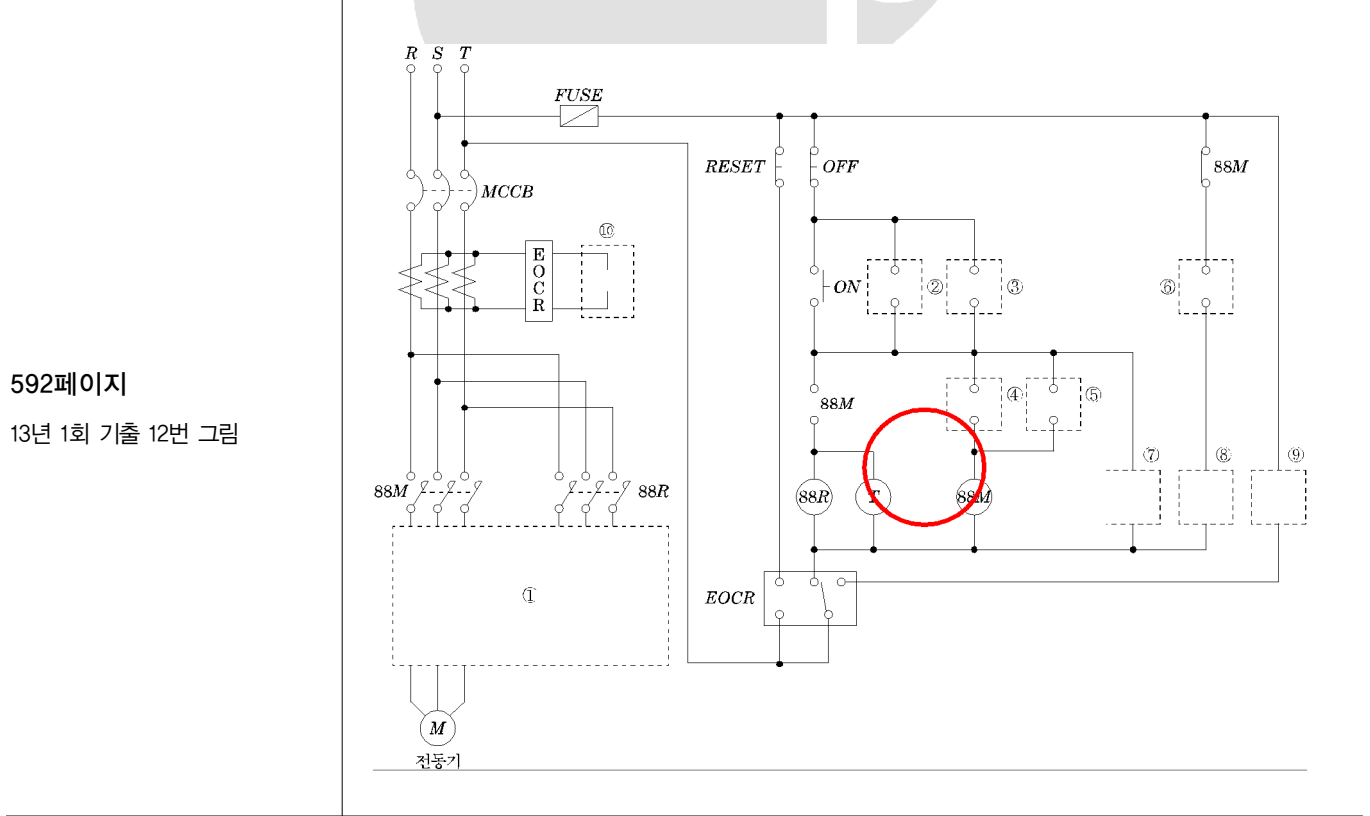 592페이지
13년 1회 기출 12번 그림
R S T
FUSE
RESET
OFF
88M
MCCB
⑩
E
O
C
R
ON
②
③
⑥
88M
④
⑤
⑦
⑧
⑨
88M
88R
88R
T
88M
①
EOCR
M
전동기